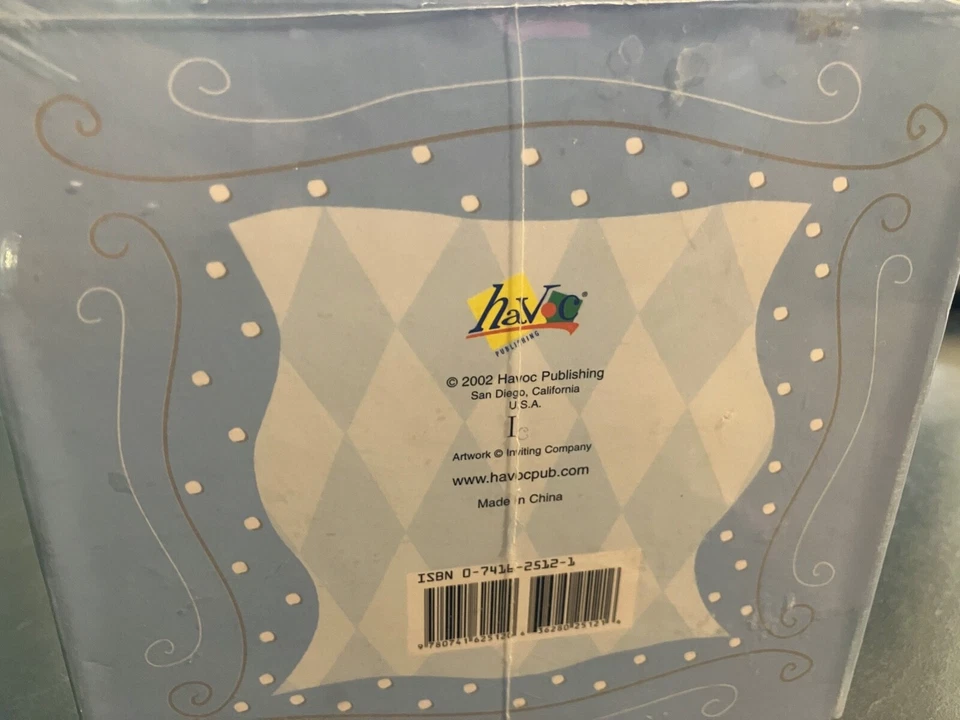 havoc®
PUBLISHING
© 2002 Havoc Publishing
San Diego, California
U.S.A.
Artwork © Inviting Company
www.havocpub.com
Made in China
ISBN 0-7416-2512-1